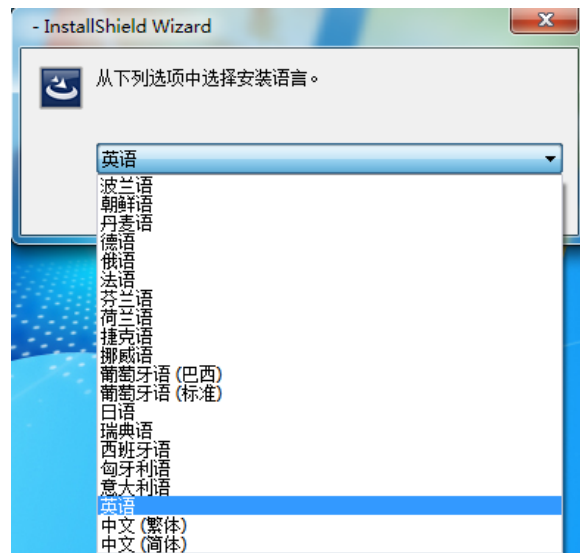 - InstallShield Wizard
从下列选项中选择安装语言。
英语
波兰语
朝鲜语
丹麦语
德语
俄语
法语
芬兰语
荷兰语
捷克语
挪威语
葡萄牙语 (巴西)
葡萄牙语 (标准)
日语
瑞典语
西班牙语
匈牙利语
意大利语
英语
中文 (繁体)
中文 (简体)